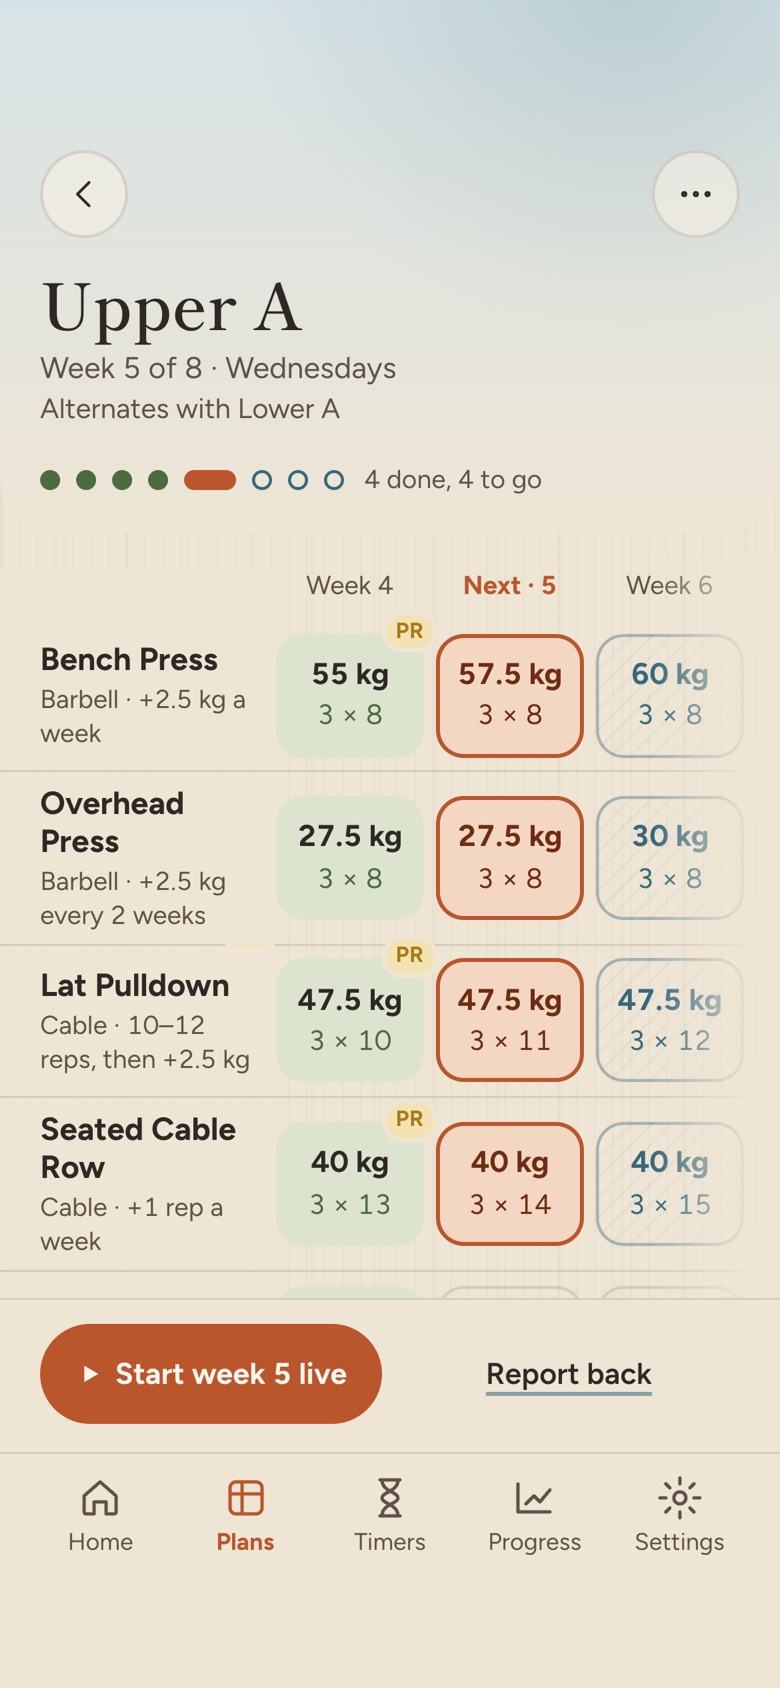 Upper A
Week 5 of 8 · Wednesdays
Alternates with Lower A
4 done, 4 to go
Week 4
Next · 5
Week 6
Bench Press
Barbell · +2.5 kg a
week
PR
55 kg
3 × 8
57.5 kg
3 × 8
60 kg
3 × 8
Overhead
Press
Barbell · +2.5 kg
every 2 weeks
27.5 kg
3 × 8
27.5 kg
3 × 8
30 kg
3 × 8
Lat Pulldown
Cable · 10–12
reps, then +2.5 kg
PR
47.5 kg
3 × 10
47.5 kg
3 × 11
47.5 kg
3 × 12
Seated Cable
Row
Cable · +1 rep a
week
PR
40 kg
3 × 13
40 kg
3 × 14
40 kg
3 × 15
Start week 5 live
Report back
Home
Plans
Timers
Progress
Settings